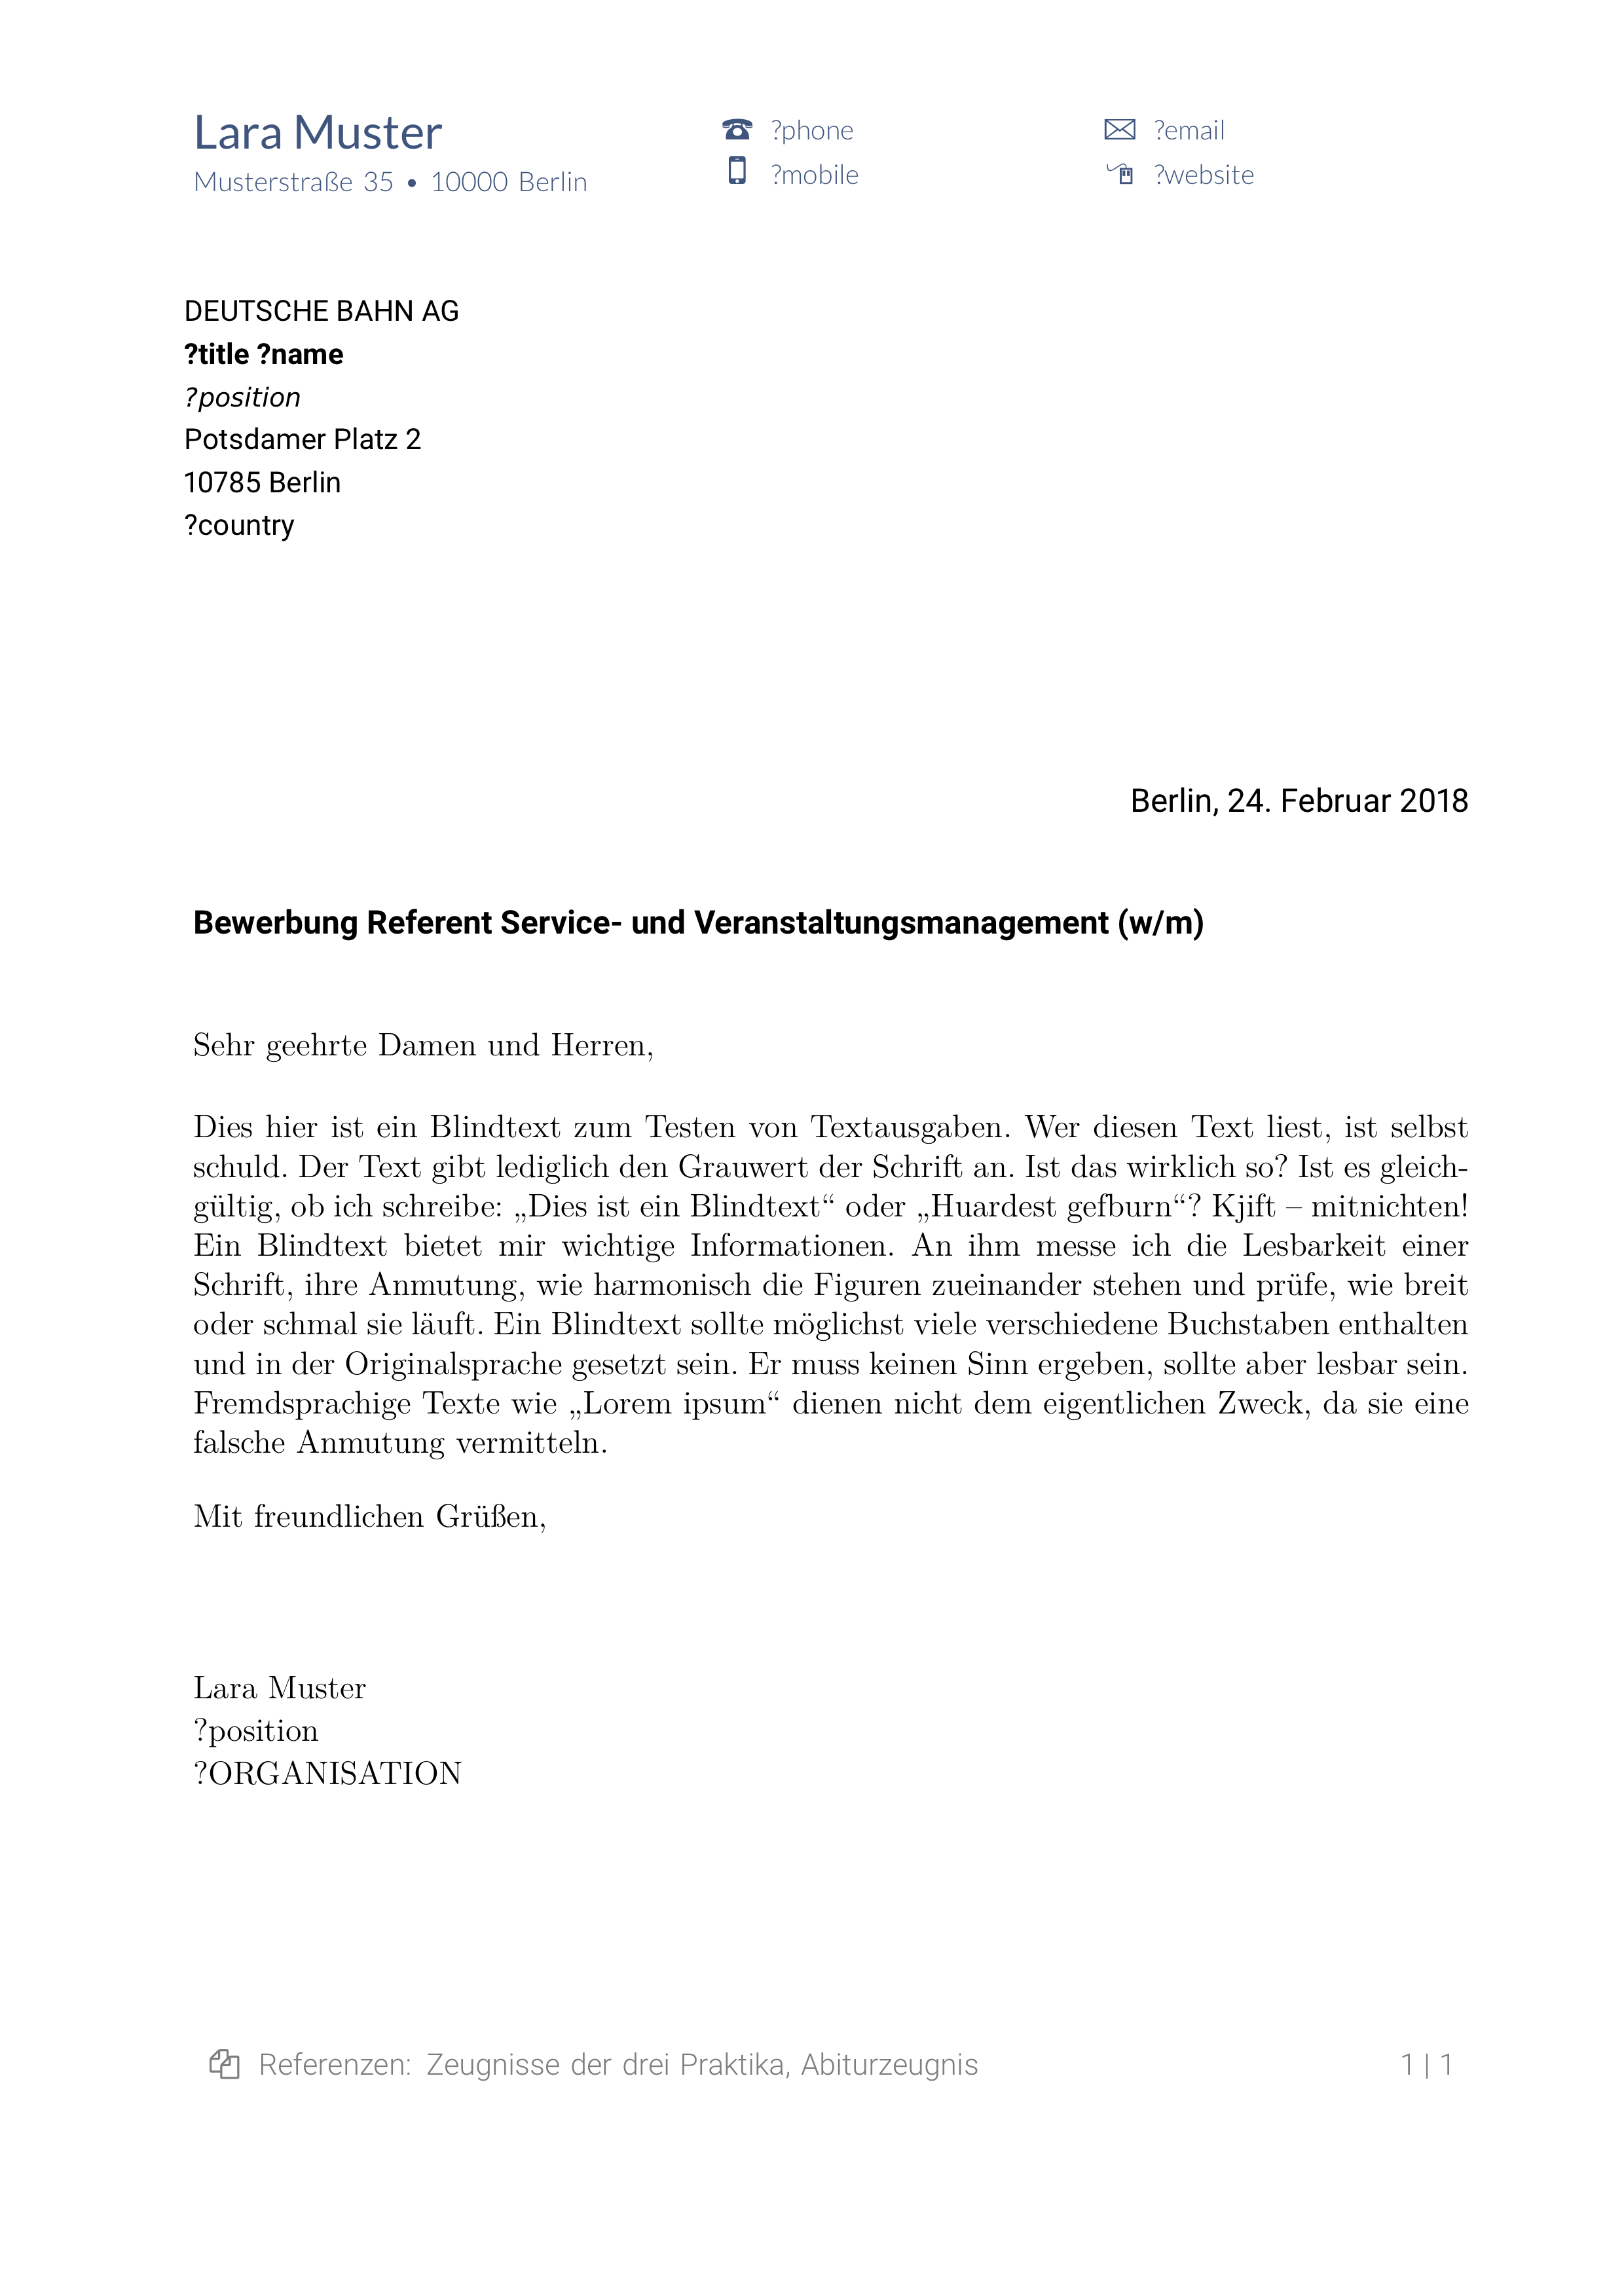 Lara Muster
Musterstraße 35 • 10000 Berlin
?phone
?mobile
?email
?website
DEUTSCHE BAHN AG
?title ?name
?position
Potsdamer Platz 2
10785 Berlin
?country
Berlin, 24. Februar 2018
Bewerbung Referent Service- und Veranstaltungsmanagement (w/m)
Sehr geehrte Damen und Herren,
Dies hier ist ein Blindtext zum Testen von Textausgaben. Wer diesen Text liest, ist selbst
schuld. Der Text gibt lediglich den Grauwert der Schrift an. Ist das wirklich so? Ist es gleich-
gültig, ob ich schreibe: „Dies ist ein Blindtext“ oder „Huardest gefburn“? Kjift – mitnichten!
Ein Blindtext bietet mir wichtige Informationen. An ihm messe ich die Lesbarkeit einer
Schrift, ihre Anmutung, wie harmonisch die Figuren zueinander stehen und prüfe, wie breit
oder schmal sie läuft. Ein Blindtext sollte möglichst viele verschiedene Buchstaben enthalten
und in der Originalsprache gesetzt sein. Er muss keinen Sinn ergeben, sollte aber lesbar sein.
Fremdsprachige Texte wie „Lorem ipsum“ dienen nicht dem eigentlichen Zweck, da sie eine
falsche Anmutung vermitteln.
Mit freundlichen Grüßen,
Lara Muster
?position
?ORGANISATION
Referenzen: Zeugnisse der drei Praktika, Abiturzeugnis
1 | 1